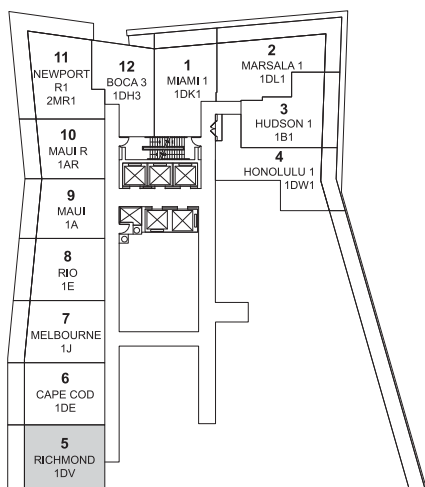 11
NEWPORT
R1
2MR1
12
BOCA 3
1DH3
1
MIAMI 1
1DK1
2
MARSALA 1
1DL1
3
HUDSON 1
1B1
4
HONOLULU 1
1DW1
10
MAUI R
1AR
9
MAUI
1A
8
RIO
1E
7
MELBOURNE
1J
6
CAPE COD
1DE
5
RICHMOND
1DV